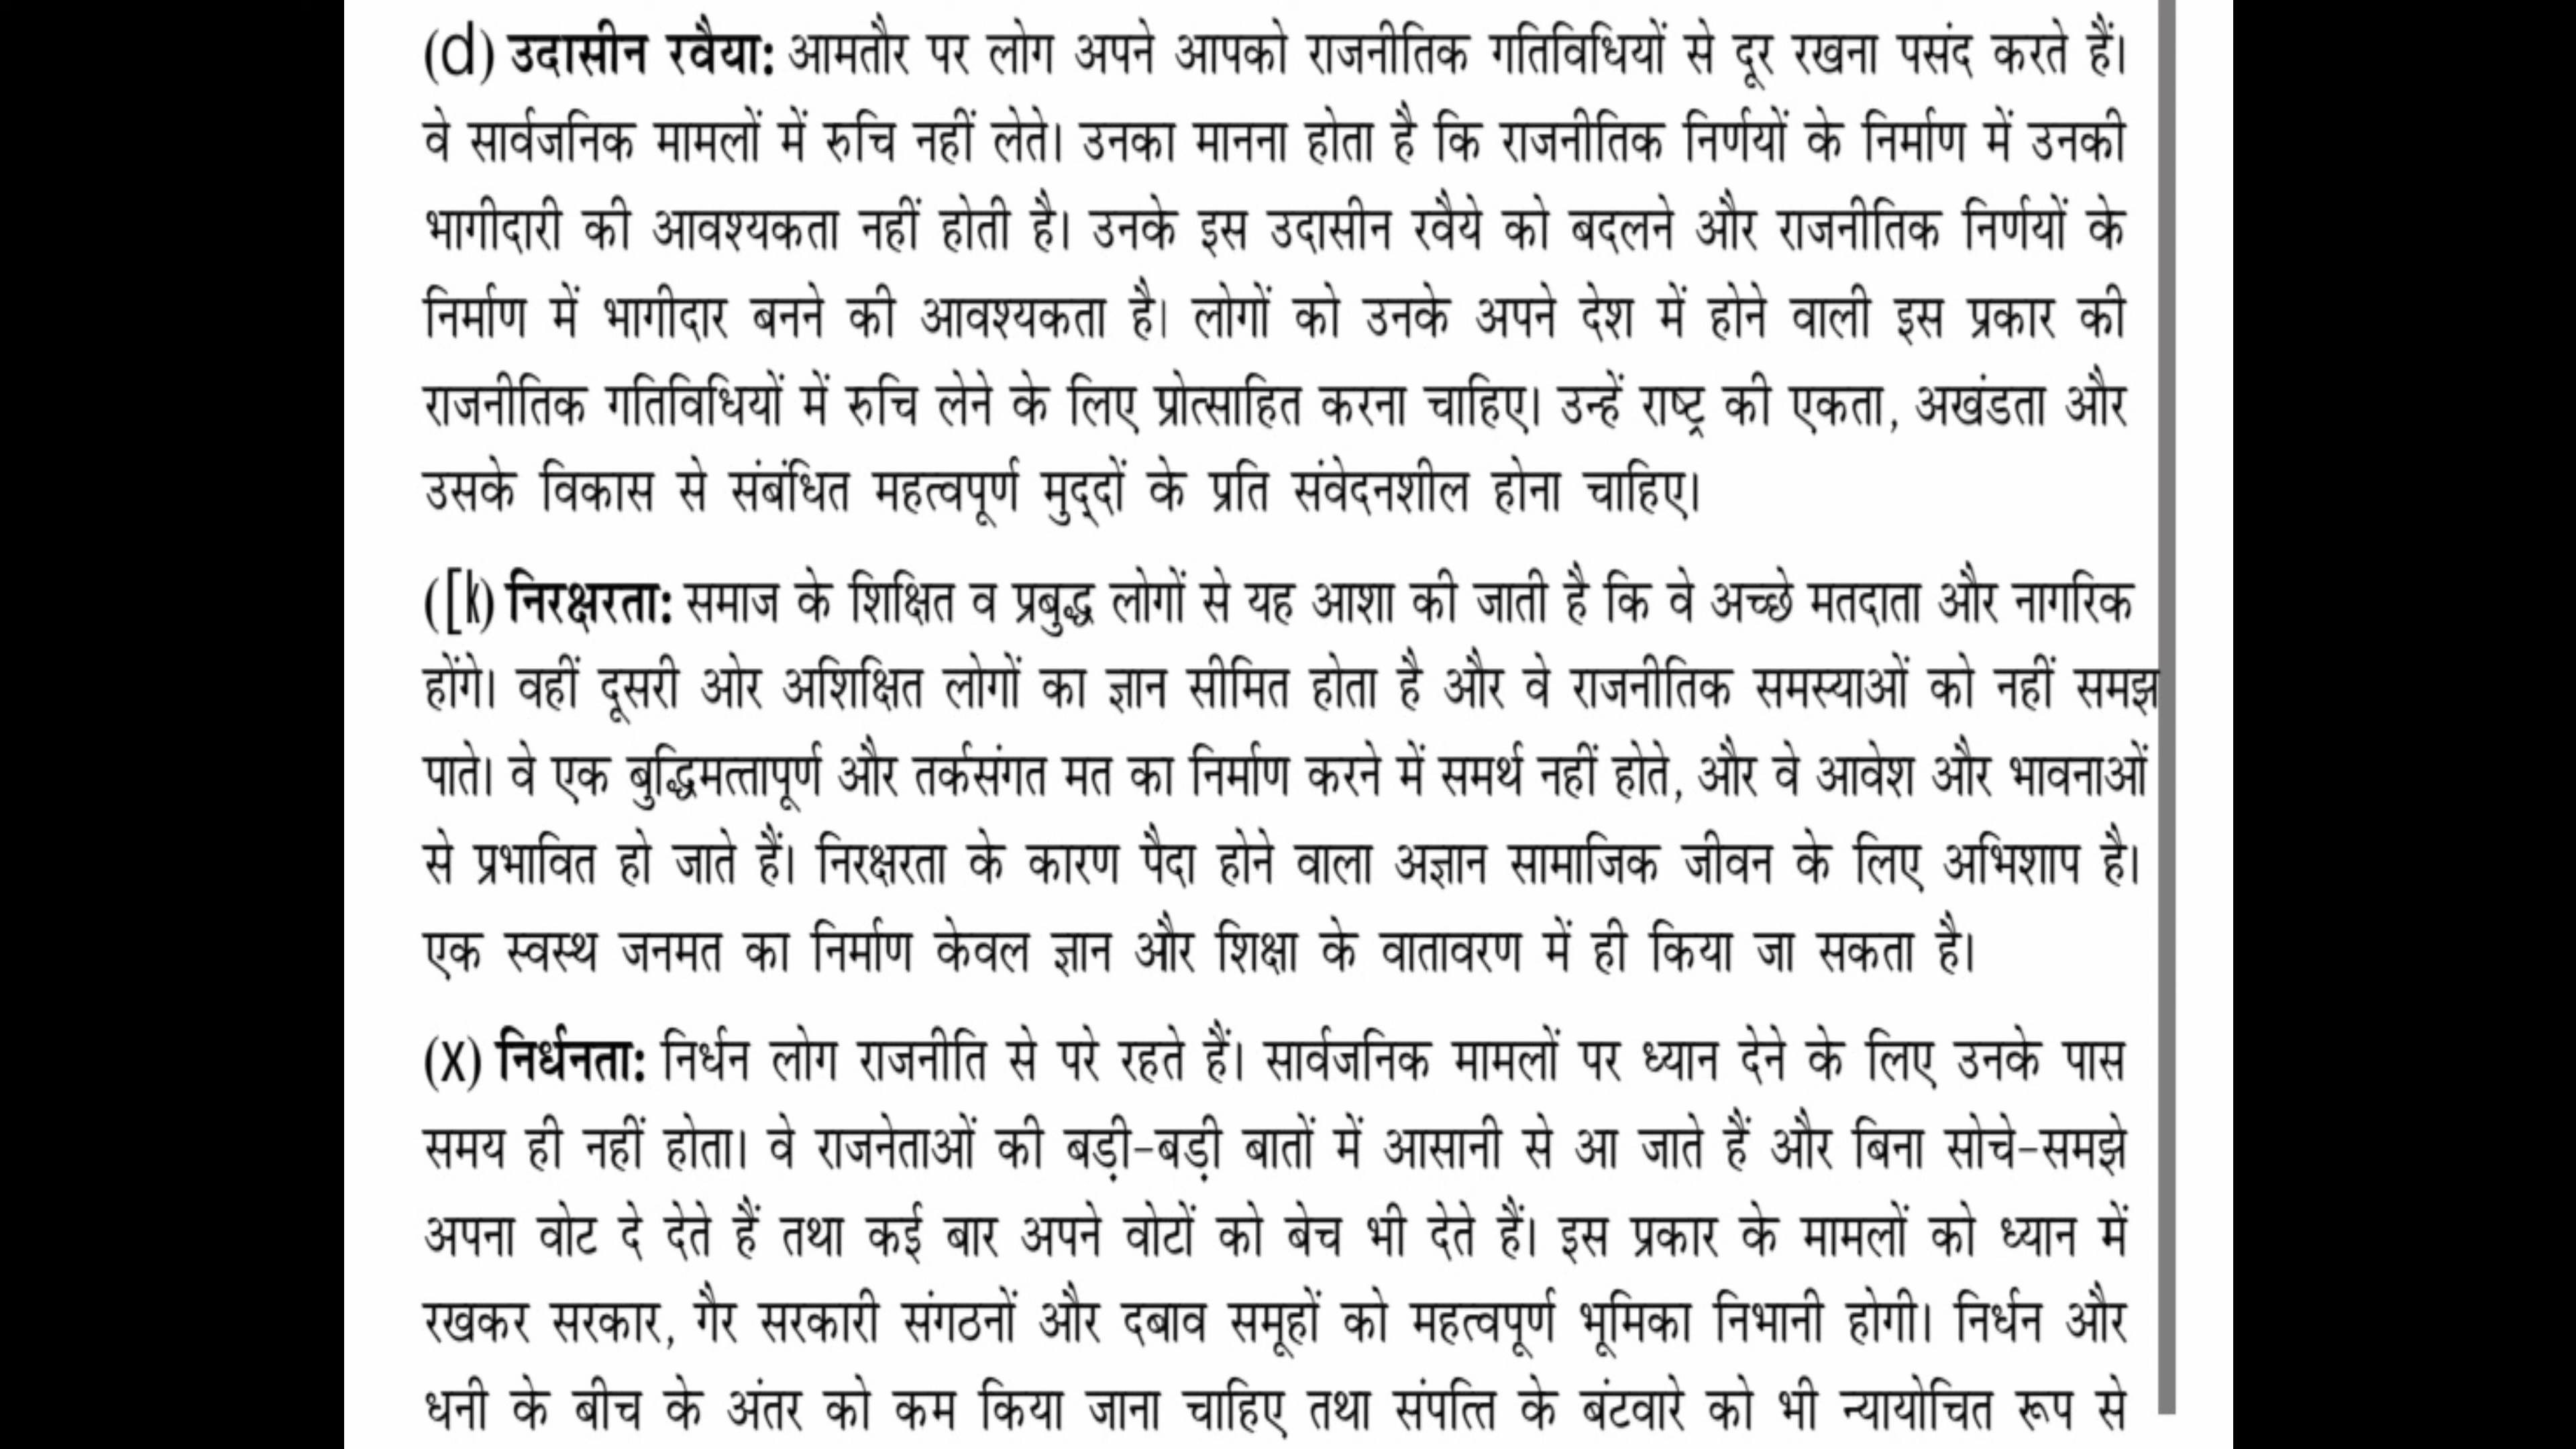 (d) उदासीन रवैया: आमतौर पर लोग अपने आपको राजनीतिक गतिविधियों से दूर रखना पसंद करते हैं।
वे सार्वजनिक मामलों में रुचि नहीं लेते। उनका मानना होता है कि राजनीतिक निर्णयों के निर्माण में उनकी
भागीदारी की आवश्यकता नहीं होती है। उनके इस उदासीन रवैये को बदलने और राजनीतिक निर्णयों के
निर्माण में भागीदार बनने की आवश्यकता है। लोगों को उनके अपने देश में होने वाली इस प्रकार की
राजनीतिक गतिविधियों में रुचि लेने के लिए प्रोत्साहित करना चाहिए। उन्हें राष्ट्र की एकता, अखंडता और
उसके विकास से संबंधित महत्वपूर्ण मुद्दों के प्रति संवेदनशील होना चाहिए।
([k) निरक्षरता: समाज के शिक्षित व प्रबुद्ध लोगों से यह आशा की जाती है कि वे अच्छे मतदाता और नागरिक
होंगे। वहीं दूसरी ओर अशिक्षित लोगों का ज्ञान सीमित होता है और वे राजनीतिक समस्याओं को नहीं समझ
पाते। वे एक बुद्धिमत्तापूर्ण और तर्कसंगत मत का निर्माण करने में समर्थ नहीं होते, और वे आवेश और भावनाओं
से प्रभावित हो जाते हैं। निरक्षरता के कारण पैदा होने वाला अज्ञान सामाजिक जीवन के लिए अभिशाप है।
एक स्वस्थ जनमत का निर्माण केवल ज्ञान और शिक्षा के वातावरण में ही किया जा सकता है।
(x) निर्धनता: निर्धन लोग राजनीति से परे रहते हैं। सार्वजनिक मामलों पर ध्यान देने के लिए उनके पास
समय ही नहीं होता। वे राजनेताओं की बड़ी-बड़ी बातों में आसानी से आ जाते हैं और बिना सोचे-समझे
अपना वोट दे देते हैं तथा कई बार अपने वोटों को बेच भी देते हैं। इस प्रकार के मामलों को ध्यान में
रखकर सरकार, गैर सरकारी संगठनों और दबाव समूहों को महत्वपूर्ण भूमिका निभानी होगी। निर्धन और
धनी के बीच के अंतर को कम किया जाना चाहिए तथा संपत्ति के बंटवारे को भी न्यायोचित रूप से